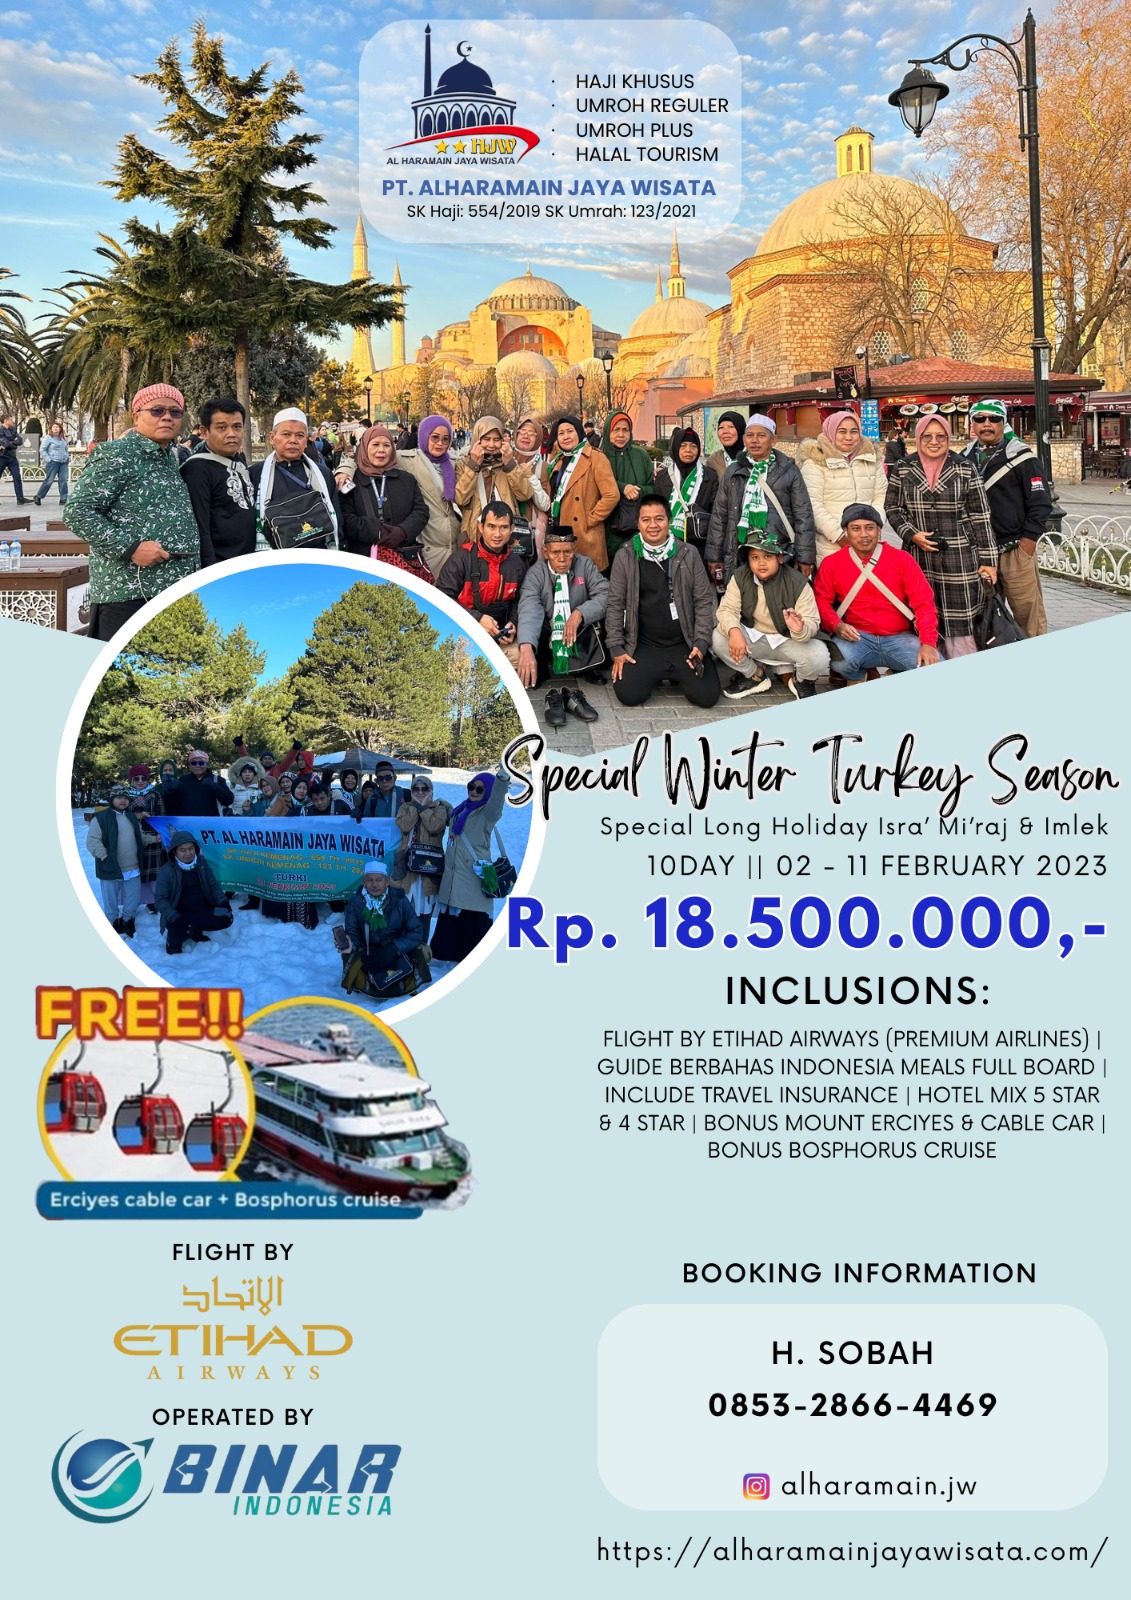 HAJI KHUSUS
UMROH REGULER
UMROH PLUS
HALAL TOURISM
HJW
AL HARAMAIN JAYA WISATA
PT. ALHARAMAIN JAYA WISATA
SK Haji: 554/2019 SK Umrah: 123/2021
PT. AL HARAMAIN JAYA WISATA
TURKI
Special Winter Turkey Season
Special Long Holiday Isra' Mi'raj & Imlek
10DAY || 02 - 11 FEBRUARY 2023
Rp. 18.500.000,-
INCLUSIONS:
FLIGHT BY ETIHAD AIRWAYS (PREMIUM AIRLINES) |
GUIDE BERBAHAS INDONESIA MEALS FULL BOARD |
INCLUDE TRAVEL INSURANCE | HOTEL MIX 5 STAR
& 4 STAR | BONUS MOUNT ERCIYES & CABLE CAR |
BONUS BOSPHORUS CRUISE
FREE!!
Erciyes cable car + Bosphorus cruise
FLIGHT BY
الإتحاد
ETIHAD
AIRWAYS
OPERATED BY
BINAR
INDONESIA
BOOKING INFORMATION
H. SOBAH
0853-2866-4469
alharamain.jw
https://alharamainjayawisata.com/